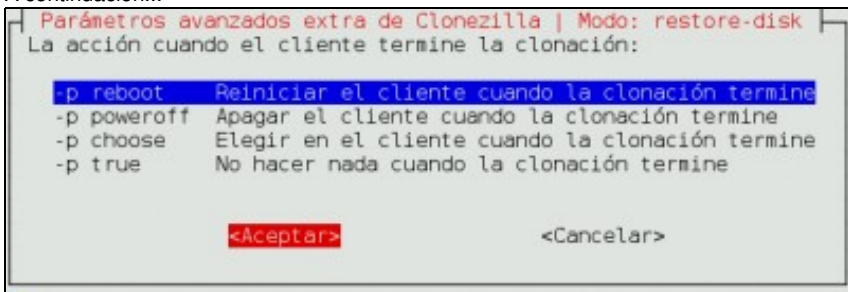 Parámetros avanzados extra de Clonezilla | Modo: restore-disk
La acción cuando el cliente termine la clonación:
-p reboot Reiniciar el cliente cuando la clonación termine
-p poweroff Apagar el cliente cuando la clonación termine
-p choose Elegir en el cliente cuando la clonación termine
-p true No hacer nada cuando la clonación termine
<Aceptar> <Cancelar>